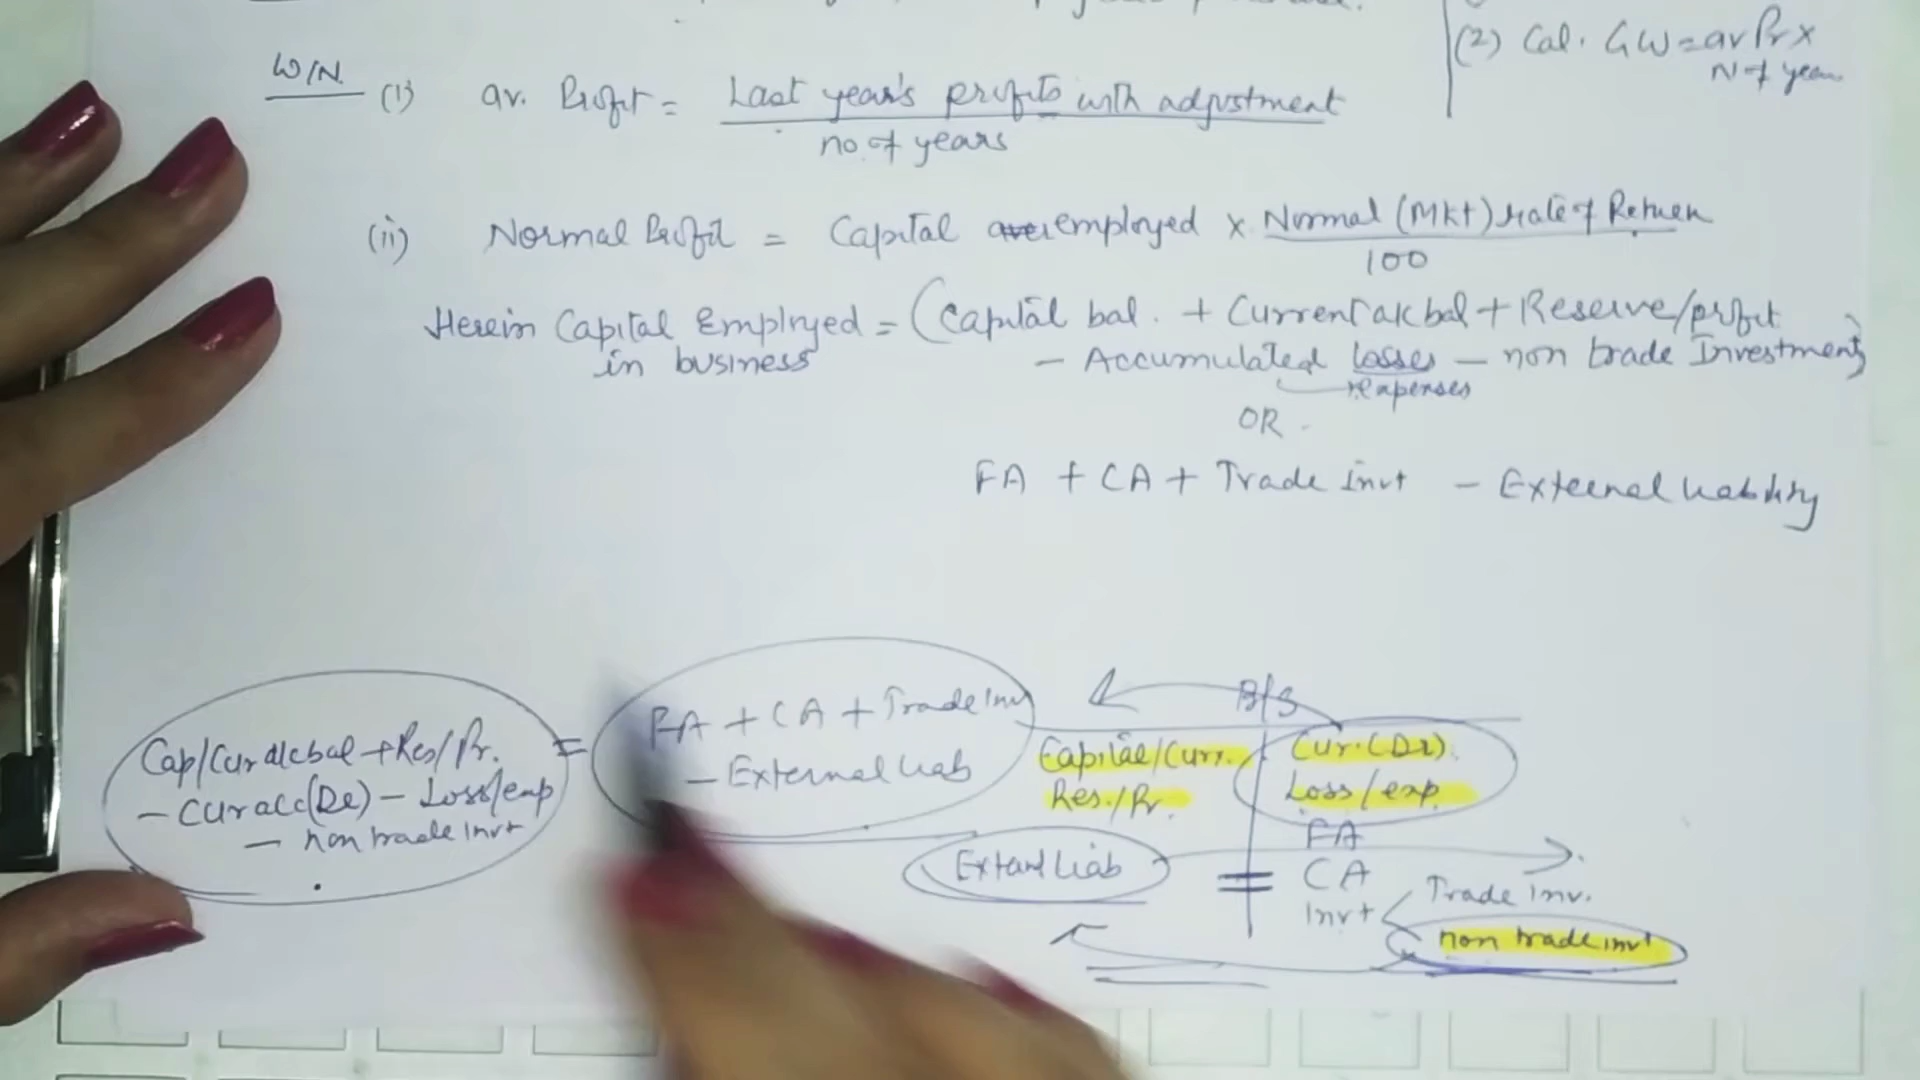 (2) Cal. GW = av Pr x
N of years
W/N.
(i) av. Profit = Last year's profits with adjustment
no. of years
(ii) Normal Profit = Capital employed x Normal (Mkt) rate of Return
100
Herein Capital Employed = (Capital bal. + Current a/c bal + Reserve/profit
in business
- Accumulated losses - non trade Investment)
expenses
OR
FA + CA + Trade Invt - External liability
Cap/Cur a/c bal + Res/Pr.
- Cur acc (Dr) - Loss/exp
- non trade Invt
=
FA + CA + Trade Inv
- External liab
B/S
Capital/Curr.
Res./Pr.
Cur. (Dr).
Loss/exp.
FA
Extanl Liab
CA
Invt
Trade Inv.
non trade invt